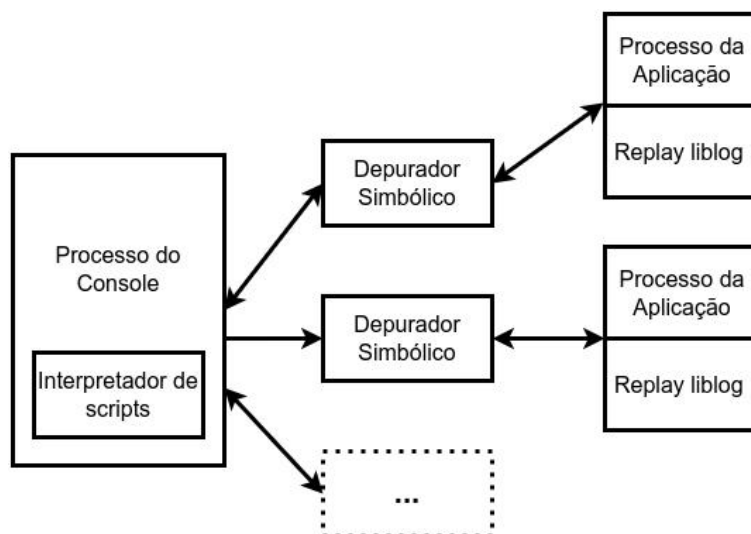 Processo do
Console
Interpretador de
scripts
Depurador
Simbólico
Processo da
Aplicação
Replay liblog
Depurador
Simbólico
Processo da
Aplicação
Replay liblog
...